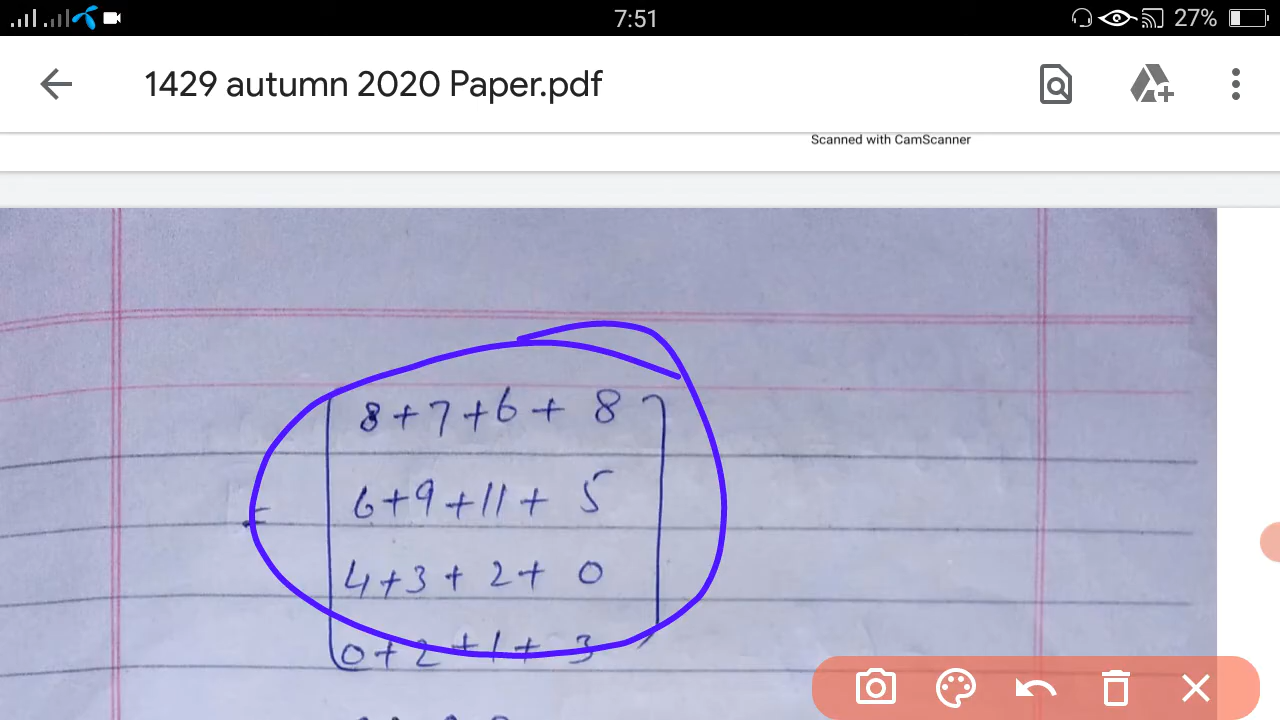 7:51
27%
1429 autumn 2020 Paper.pdf
Scanned with CamScanner
8+7+6+ 8
6+9+11+ 5
4+3+ 2+ 0
0+2+1+ 3